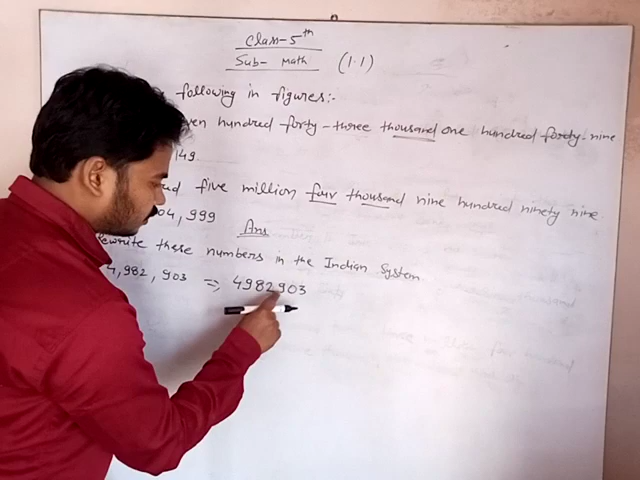 Class-5th
Sub- Math (1.1)
following in figures:-
hundred forty-three thousand one hundred fordy-nine
149
five million four thousand nine hundred ninety nine
04,999 Ans
rewrite these numbers in the Indian System
4,982,903 => 4982903